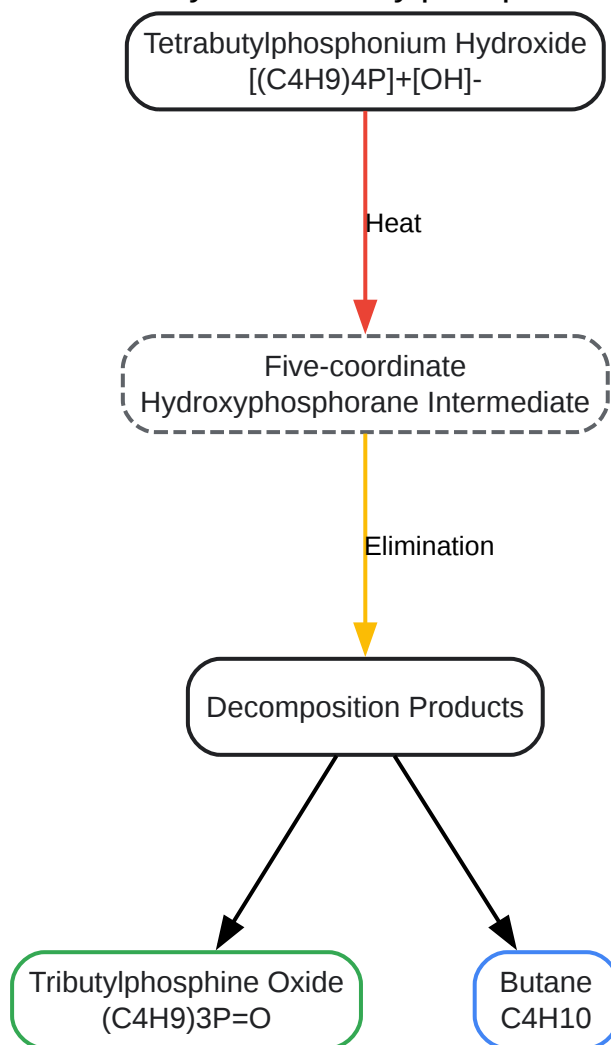 Tetrabutylphosphonium Hydroxide
[(C4H9)4P]+[OH]-
Heat
Five-coordinate
Hydroxyphosphorane Intermediate
Elimination
Decomposition Products
Tributylphosphine Oxide
(C4H9)3P=O
Butane
C4H10